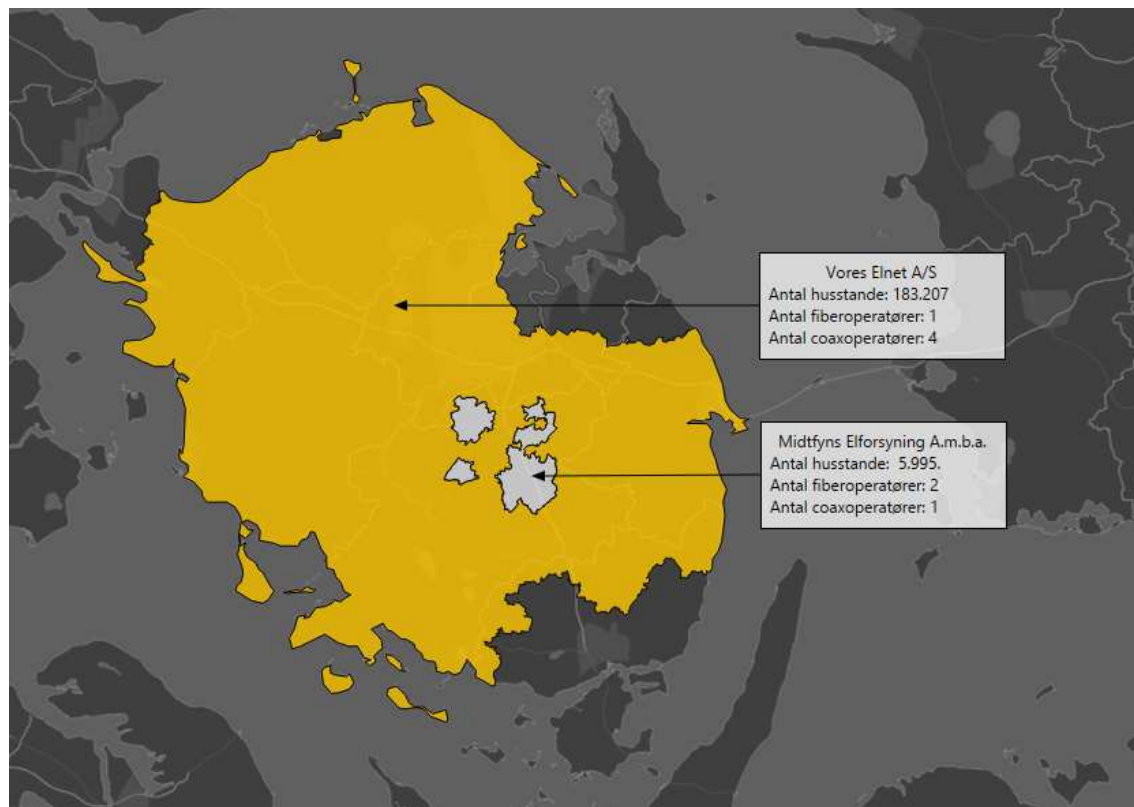 Vores Elnet A/S
Antal husstande: 183.207
Antal fiberoperatører: 1
Antal coaxoperatører: 4
Midtfyns Elforsyning A.m.b.a.
Antal husstande:  5.995.
Antal fiberoperatører: 2
Antal coaxoperatører: 1